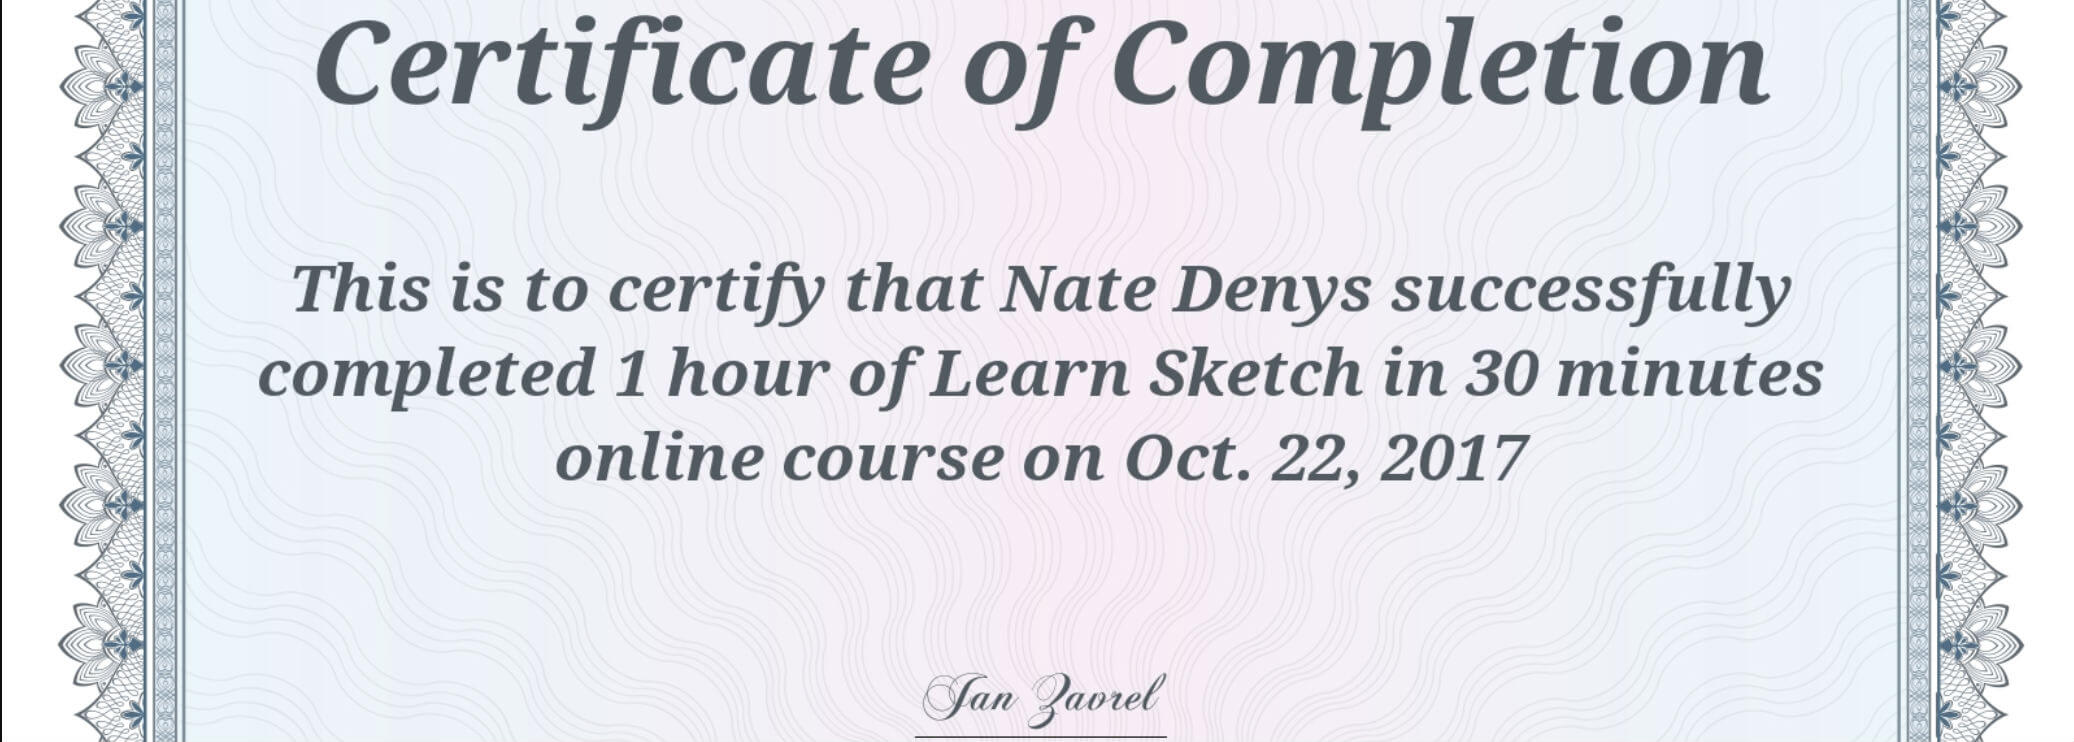 Certificate of Completion
This is to certify that Nate Denys successfully
completed 1 hour of Learn Sketch in 30 minutes
online course on Oct. 22, 2017
Jan Zavrel